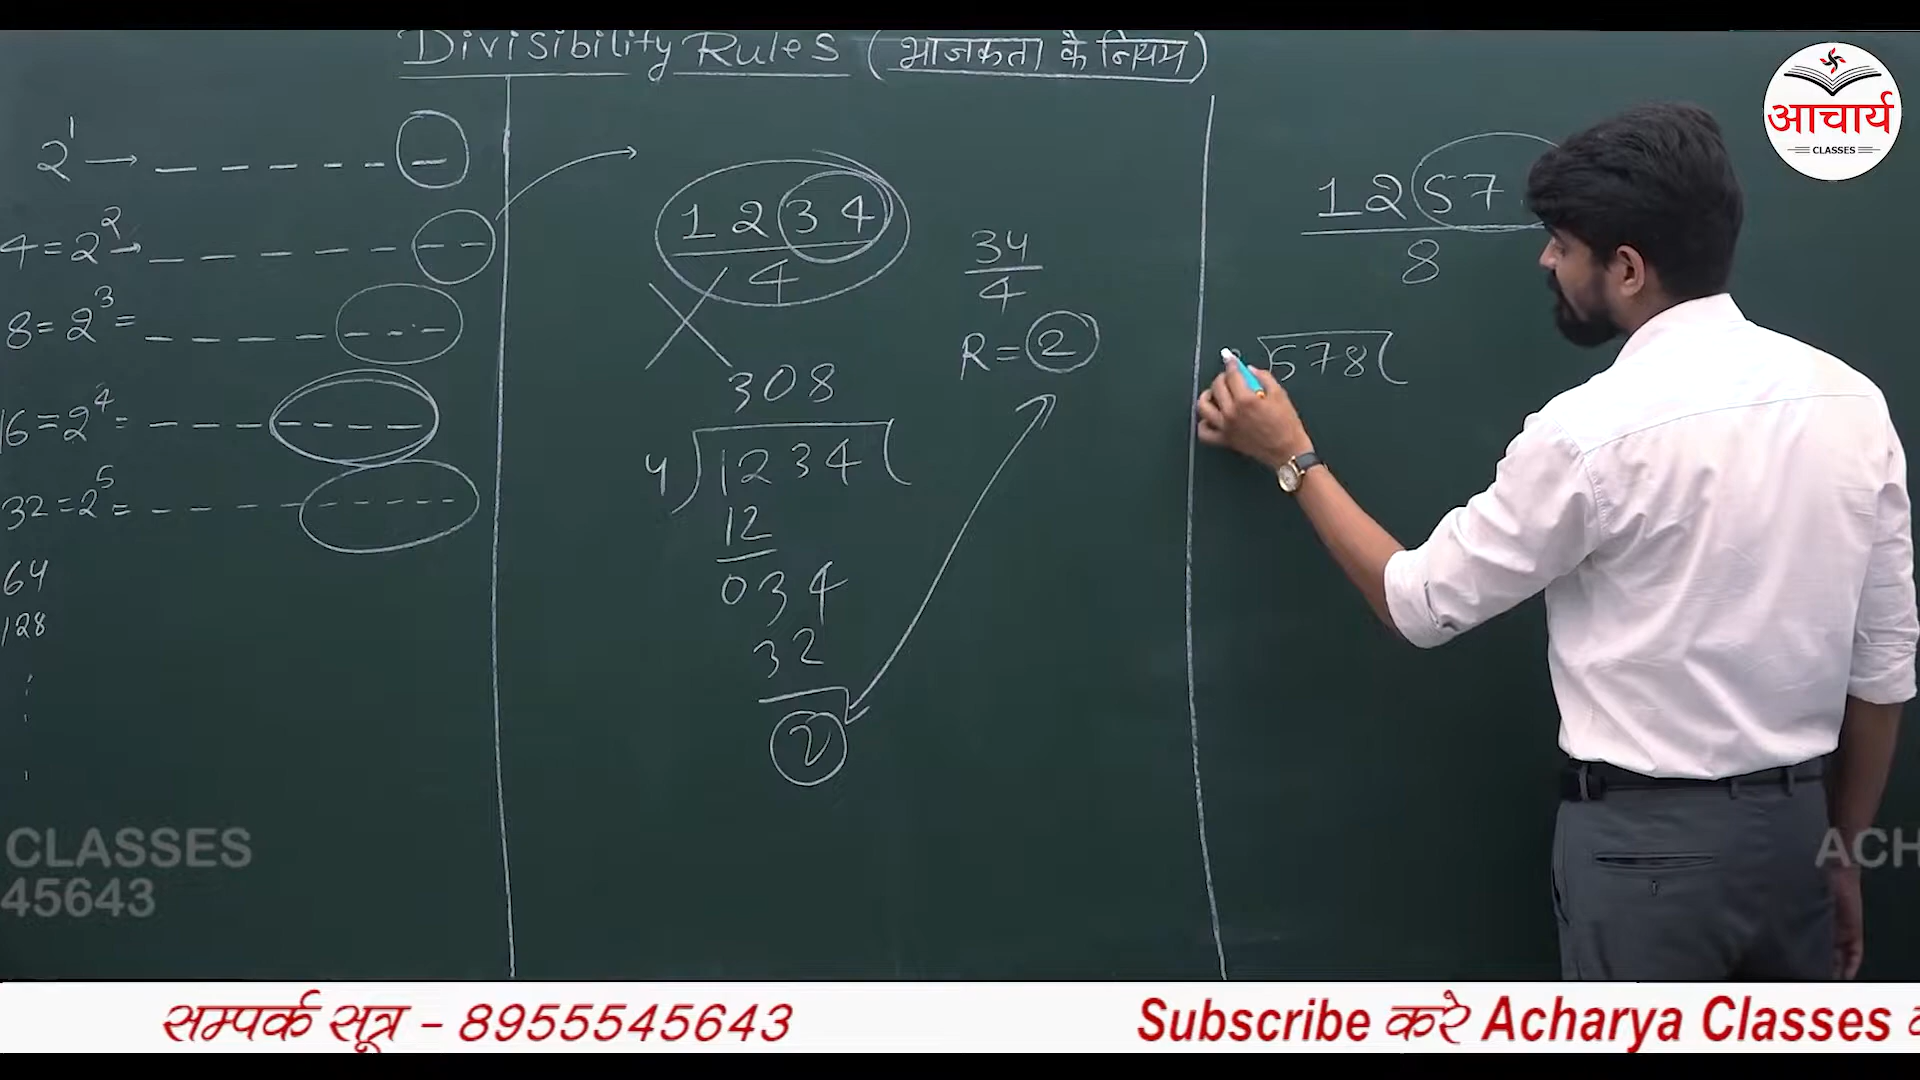 Divisibility Rules (भाजकता के नियम)
2¹ → _ _ _ _ _ _ _
4 = 2² → _ _ _ _ _ _ _ _
8 = 2³ = _ _ _ _ _ _ _ _
16 = 2⁴ = _ _ _ _ _ _ _
32 = 2⁵ = _ _ _ _ _ _ _ _ _
64
128
1234
4
34
4
R = 2
308
4) 1234 (
12
034
32
2
1257
8
578(
आचार्य
CLASSES
CLASSES
45643
ACH
सम्पर्क सूत्र - 8955545643
Subscribe करे Acharya Classes